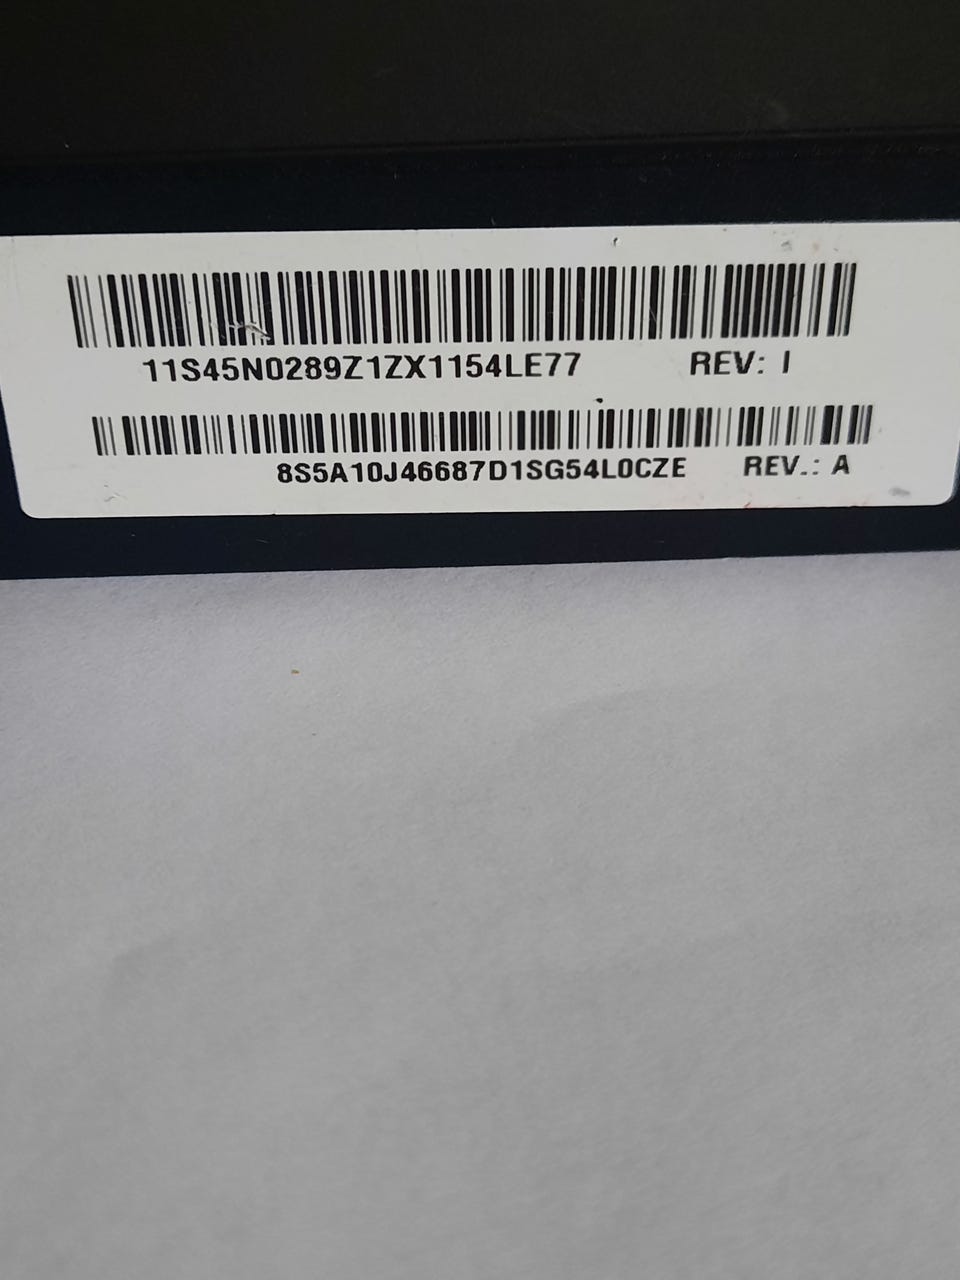 11S45N0289Z1ZX1154LE77 REV: I
8S5A10J46687D1SG54L0CZE REV.: A